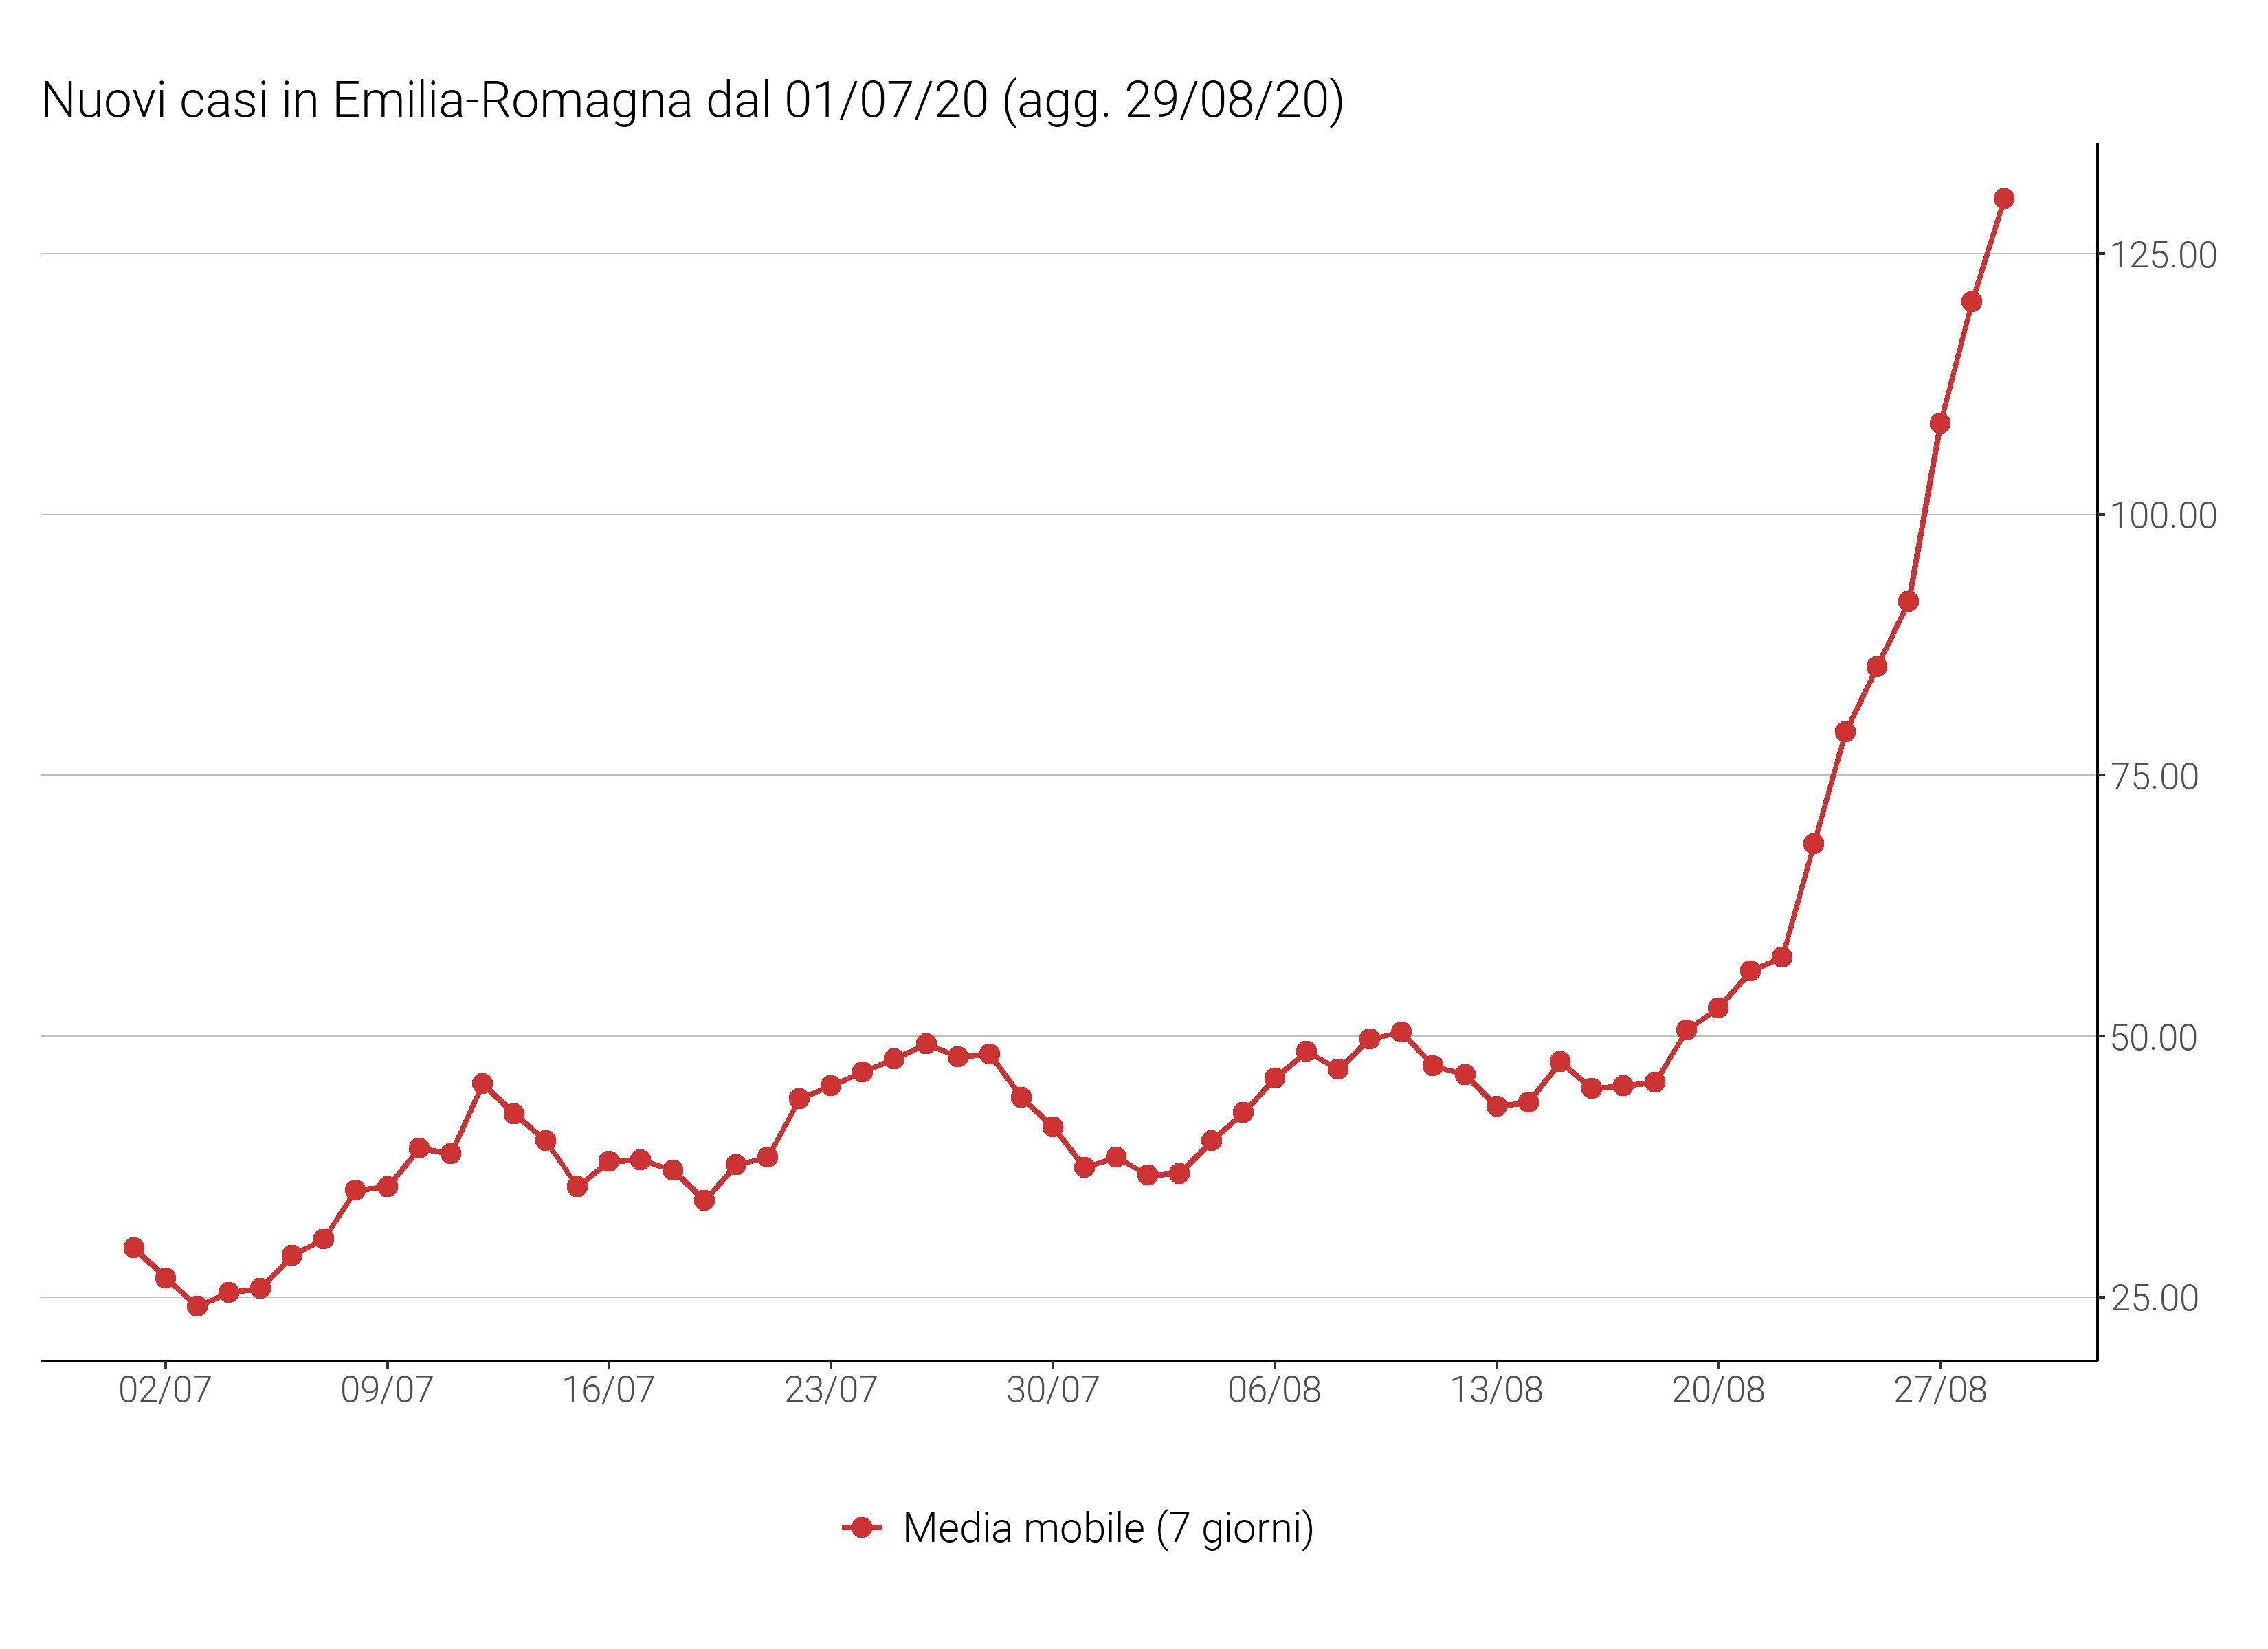 Nuovi casi in Emilia-Romagna dal 01/07/20 (agg. 29/08/20)
125.00
100.00
75.00
50.00
25.00
02/07 09/07 16/07 23/07 30/07 06/08 13/08 20/08 27/08
Media mobile (7 giorni)